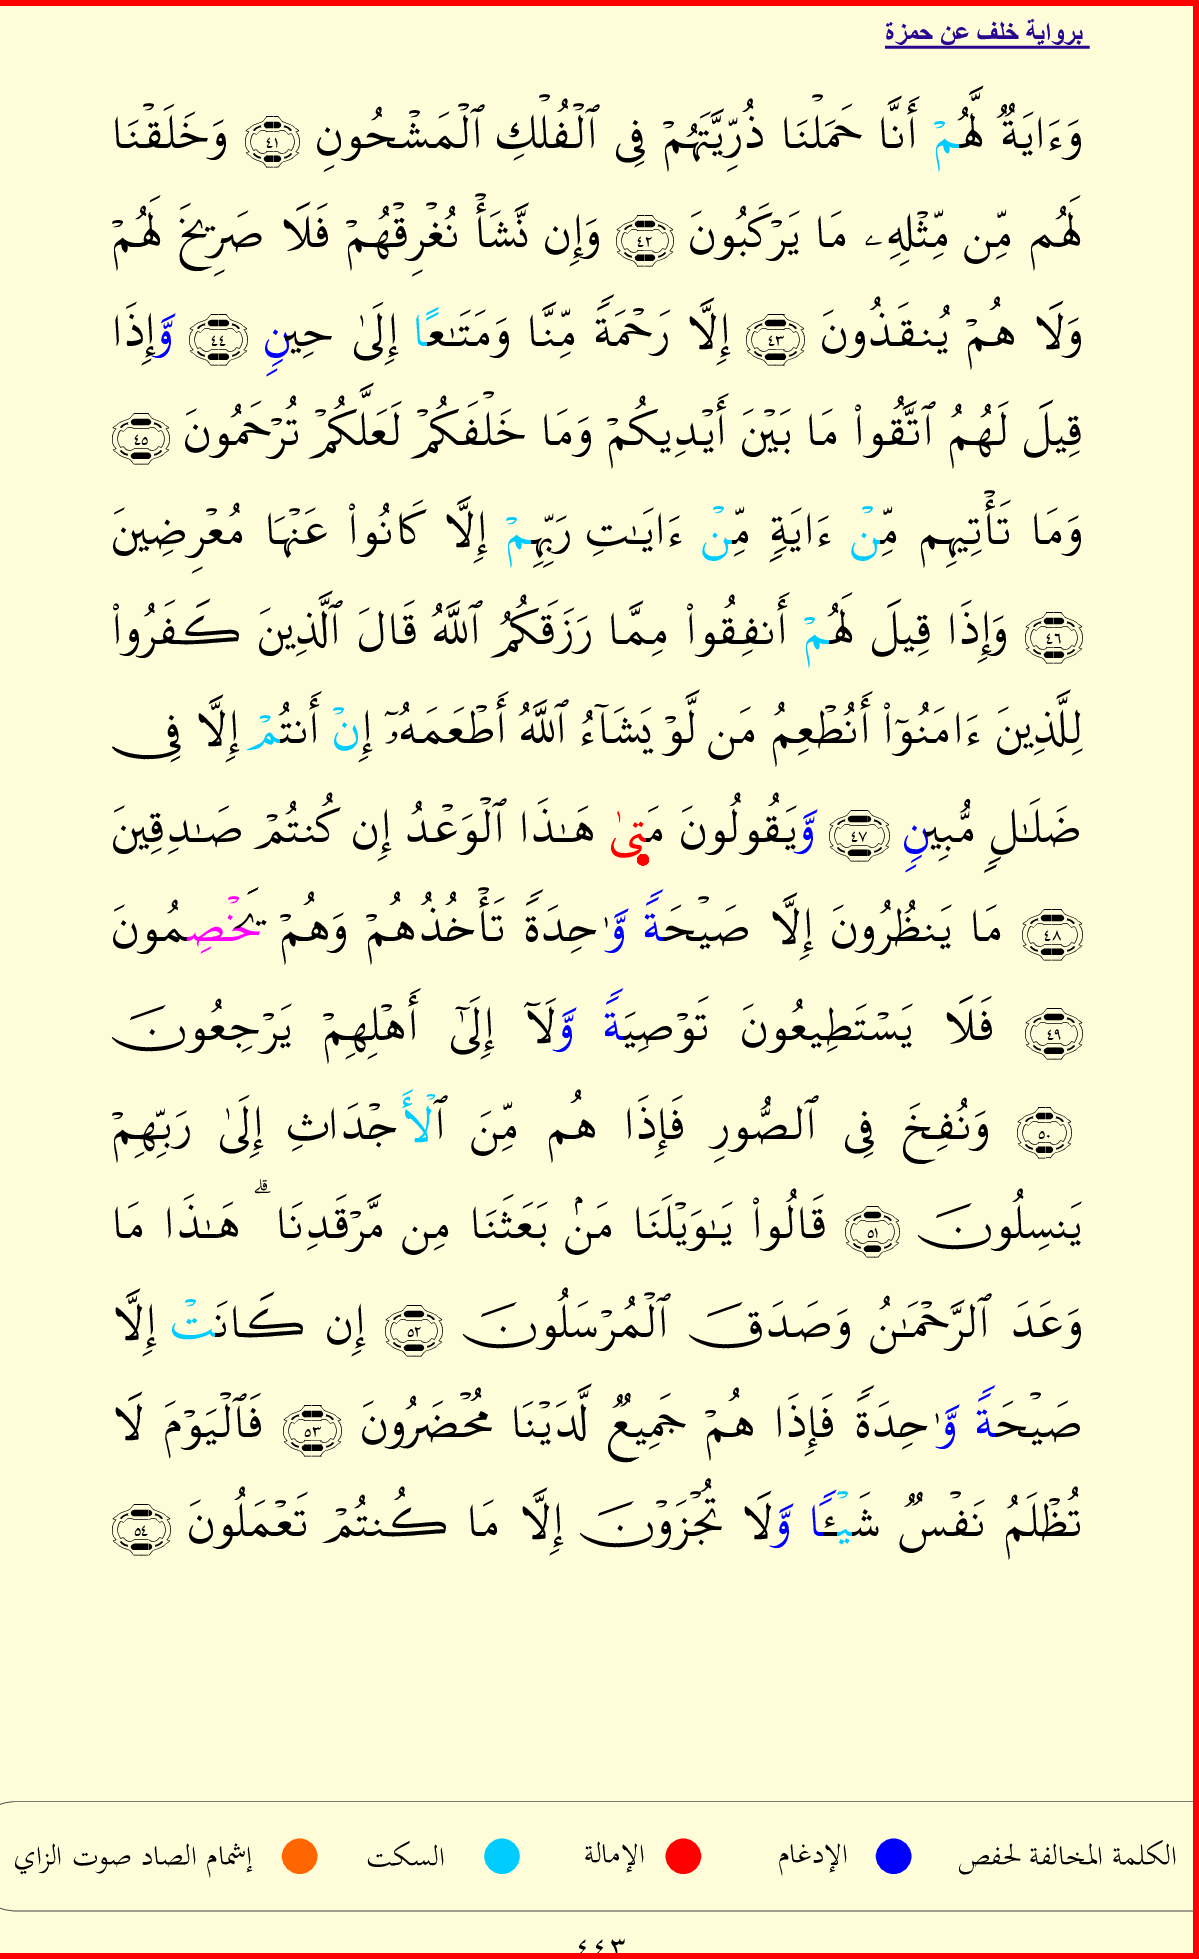 برواية خلف عن حمزة
وَءَايَةٌ لَّهُمْ أَنَّا حَمَلْنَا ذُرِّيَّتَهُمْ فِى ٱلْفُلْكِ ٱلْمَشْحُونِ ٤١ وَخَلَقْنَا
لَهُم مِّن مِّثْلِهِۦ مَا يَرْكَبُونَ ٤٢ وَإِن نَّشَأْ نُغْرِقْهُمْ فَلَا صَرِيخَ لَهُمْ
وَلَا هُمْ يُنقَذُونَ ٤٣ إِلَّا رَحْمَةً مِّنَّا وَمَتَـٰعًا إِلَىٰ حِينٍ ٤٤ وَّإِذَا
قِيلَ لَهُمُ ٱتَّقُوا۟ مَا بَيْنَ أَيْدِيكُمْ وَمَا خَلْفَكُمْ لَعَلَّكُمْ تُرْحَمُونَ ٤٥
وَمَا تَأْتِيهِم مِّنْ ءَايَةٍ مِّنْ ءَايَـٰتِ رَبِّهِمْ إِلَّا كَانُوا۟ عَنْهَا مُعْرِضِينَ
٤٦ وَإِذَا قِيلَ لَهُمْ أَنفِقُوا۟ مِمَّا رَزَقَكُمُ ٱللَّهُ قَالَ ٱلَّذِينَ كَفَرُوا۟
لِلَّذِينَ ءَامَنُوٓا۟ أَنُطْعِمُ مَن لَّوْ يَشَآءُ ٱللَّهُ أَطْعَمَهُۥٓ إِنْ أَنتُمْ إِلَّا فِى
ضَلَـٰلٍ مُّبِينٍ ٤٧ وَّيَقُولُونَ مَتىٰ هَـٰذَا ٱلْوَعْدُ إِن كُنتُمْ صَـٰدِقِينَ
٤٨ مَا يَنظُرُونَ إِلَّا صَيْحَةً وَّٰحِدَةً تَأْخُذُهُمْ وَهُمْ يَخْصِمُونَ
٤٩ فَلَا يَسْتَطِيعُونَ تَوْصِيَةً وَّلَآ إِلَىٰٓ أَهْلِهِمْ يَرْجِعُونَ
٥٠ وَنُفِخَ فِى ٱلصُّورِ فَإِذَا هُم مِّنَ ٱلْأَجْدَاثِ إِلَىٰ رَبِّهِمْ
يَنسِلُونَ ٥١ قَالُوا۟ يَـٰوَيْلَنَا مَنۢ بَعَثَنَا مِن مَّرْقَدِنَا ۗ هَـٰذَا مَا
وَعَدَ ٱلرَّحْمَـٰنُ وَصَدَقَ ٱلْمُرْسَلُونَ ٥٢ إِن كَانَتْ إِلَّا
صَيْحَةً وَّٰحِدَةً فَإِذَا هُمْ جَمِيعٌ لَّدَيْنَا مُحْضَرُونَ ٥٣ فَٱلْيَوْمَ لَا
تُظْلَمُ نَفْسٌ شَيْـًٔا وَّلَا تُجْزَوْنَ إِلَّا مَا كُنتُمْ تَعْمَلُونَ ٥٤
الكلمة المخالفة لحفص الإدغام الإمالة السكت إشمام الصاد صوت الزاي
٤٤٣